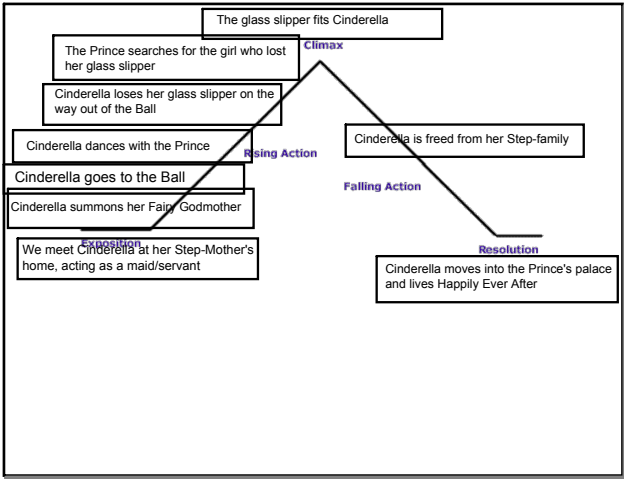 The glass slipper fits Cinderella
Climax
The Prince searches for the girl who lost
her glass slipper
Cinderella loses her glass slipper on the
way out of the Ball
Cinderella dances with the Prince
Rising Action
Cinderella is freed from her Step-family
Cinderella goes to the Ball
Falling Action
Cinderella summons her Fairy Godmother
Exposition
We meet Cinderella at her Step-Mother's
home, acting as a maid/servant
Resolution
Cinderella moves into the Prince's palace
and lives Happily Ever After